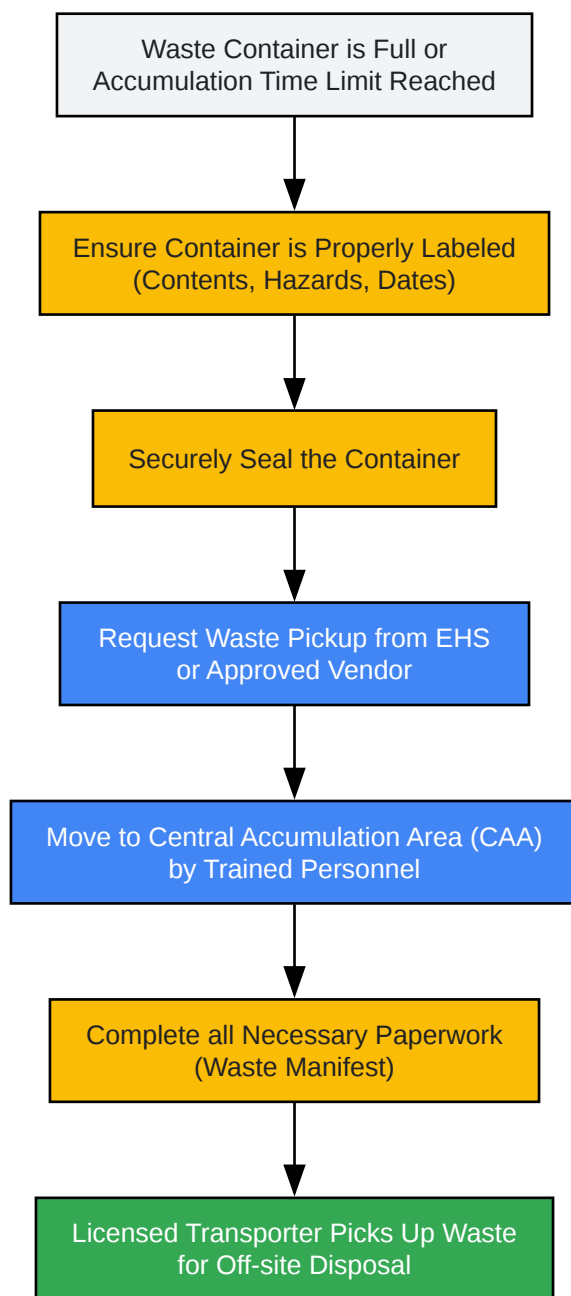 Waste Container is Full or
Accumulation Time Limit Reached
Ensure Container is Properly Labeled
(Contents, Hazards, Dates)
Securely Seal the Container
Request Waste Pickup from EHS
or Approved Vendor
Move to Central Accumulation Area (CAA)
by Trained Personnel
Complete all Necessary Paperwork
(Waste Manifest)
Licensed Transporter Picks Up Waste
for Off-site Disposal